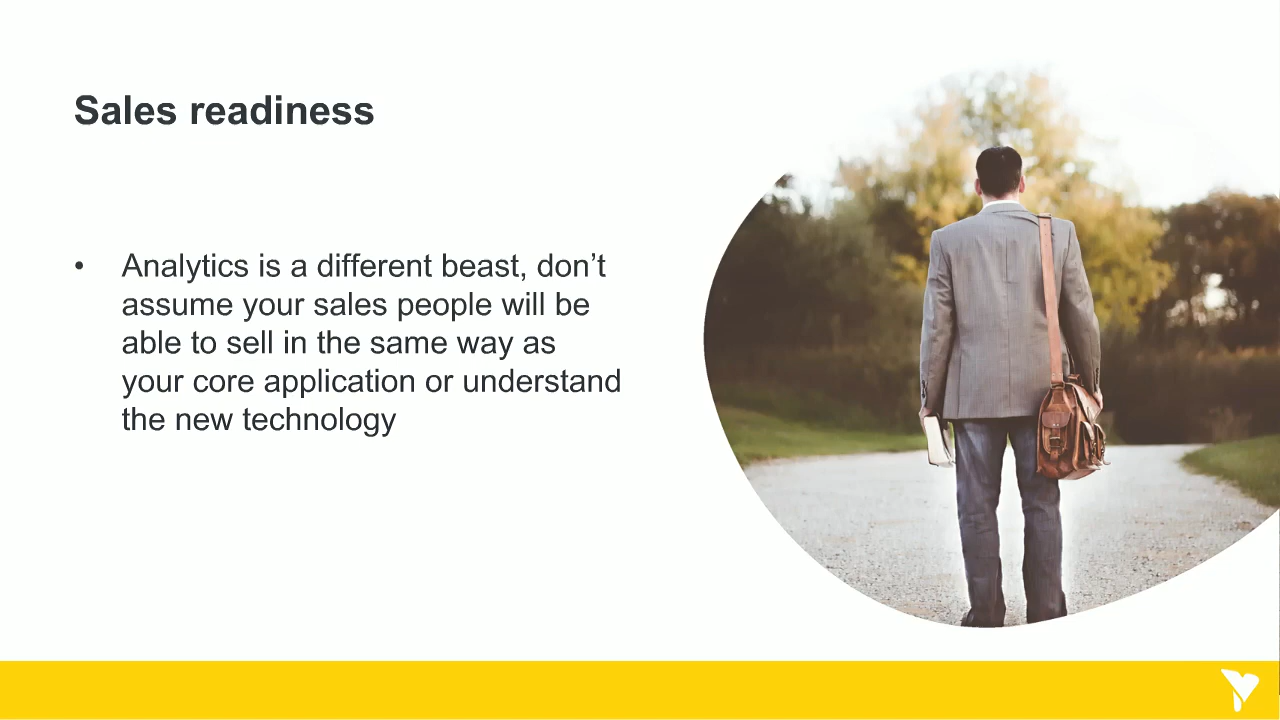 Sales readiness
• Analytics is a different beast, don’t
assume your sales people will be
able to sell in the same way as
your core application or understand
the new technology